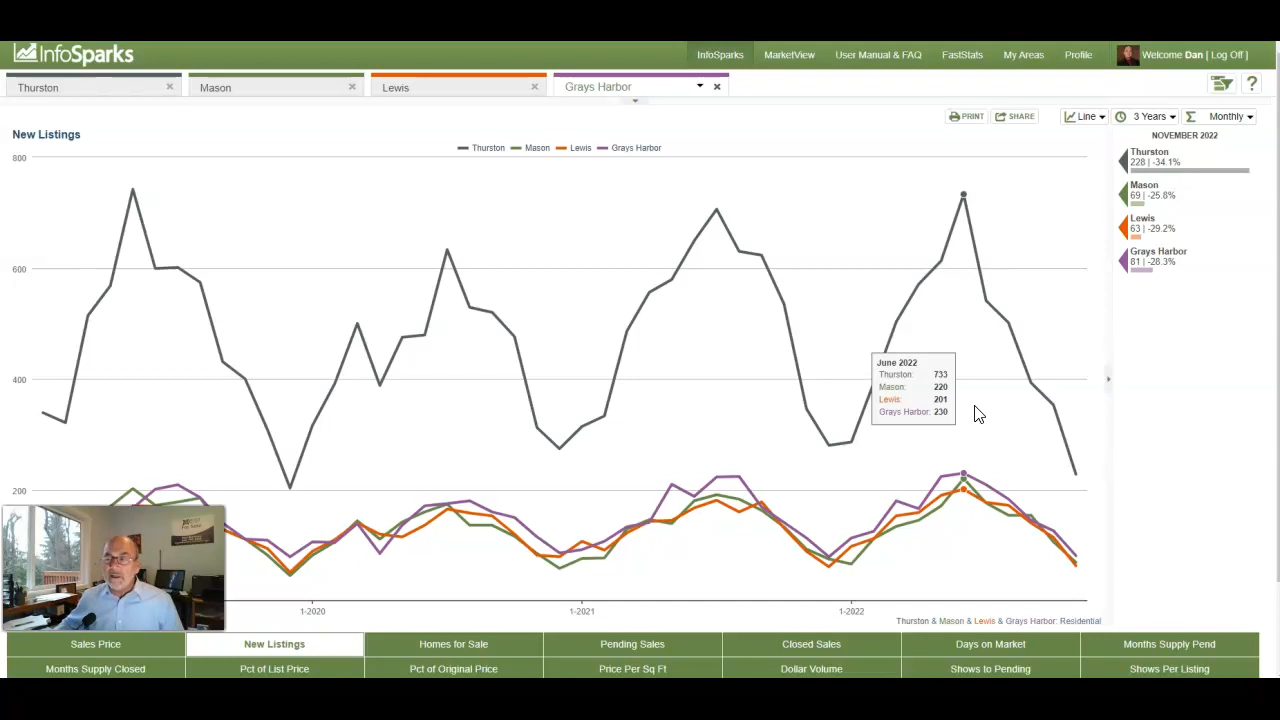 InfoSparks
InfoSparks MarketView User Manual & FAQ FastStats My Areas Profile Welcome Dan [ Log Off ]
Thurston × Mason × Lewis × Grays Harbor ×
?
PRINT SHARE Line 3 Years Σ Monthly
New Listings
NOVEMBER 2022
Thurston Mason Lewis Grays Harbor
Thurston
228 | -34.1%
Mason
69 | -25.8%
Lewis
63 | -29.2%
Grays Harbor
81 | -28.3%
800
600
400
200
June 2022
Thurston: 733
Mason: 220
Lewis: 201
Grays Harbor: 230
1-2020 1-2021 1-2022
Thurston & Mason & Lewis & Grays Harbor: Residential
Sales Price New Listings Homes for Sale Pending Sales Closed Sales Days on Market Months Supply Pend
Months Supply Closed Pct of List Price Pct of Original Price Price Per Sq Ft Dollar Volume Shows to Pending Shows Per Listing